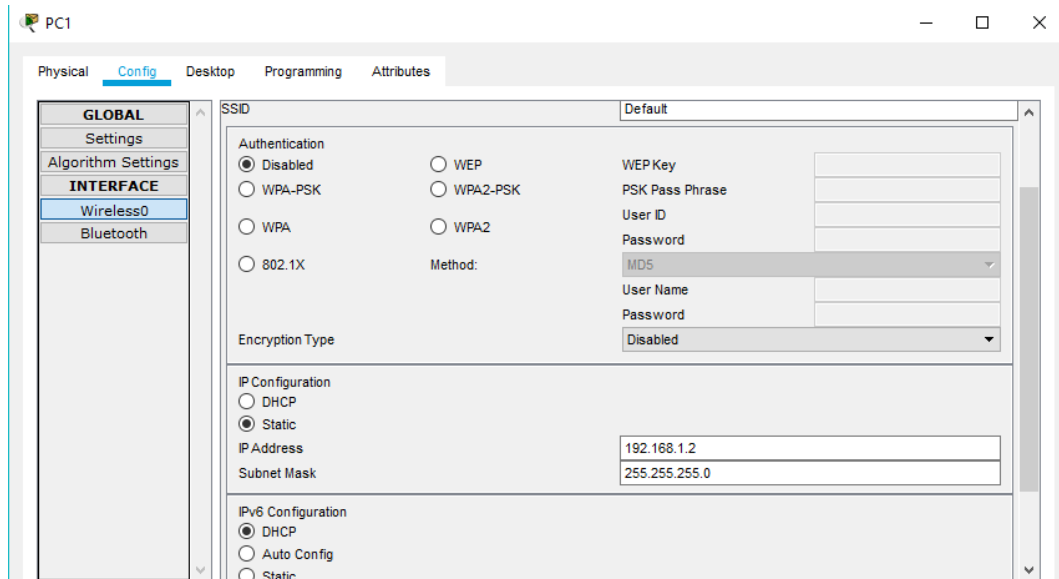 PC1
Physical Config Desktop Programming Attributes
GLOBAL
Settings
Algorithm Settings
INTERFACE
Wireless0
Bluetooth
SSID Default
Authentication
Disabled WEP WEP Key
WPA-PSK WPA2-PSK PSK Pass Phrase
User ID
WPA WPA2
Password
802.1X Method: MD5
User Name
Password
Encryption Type Disabled
IP Configuration
DHCP
Static
IP Address 192.168.1.2
Subnet Mask 255.255.255.0
IPv6 Configuration
DHCP
Auto Config
Static